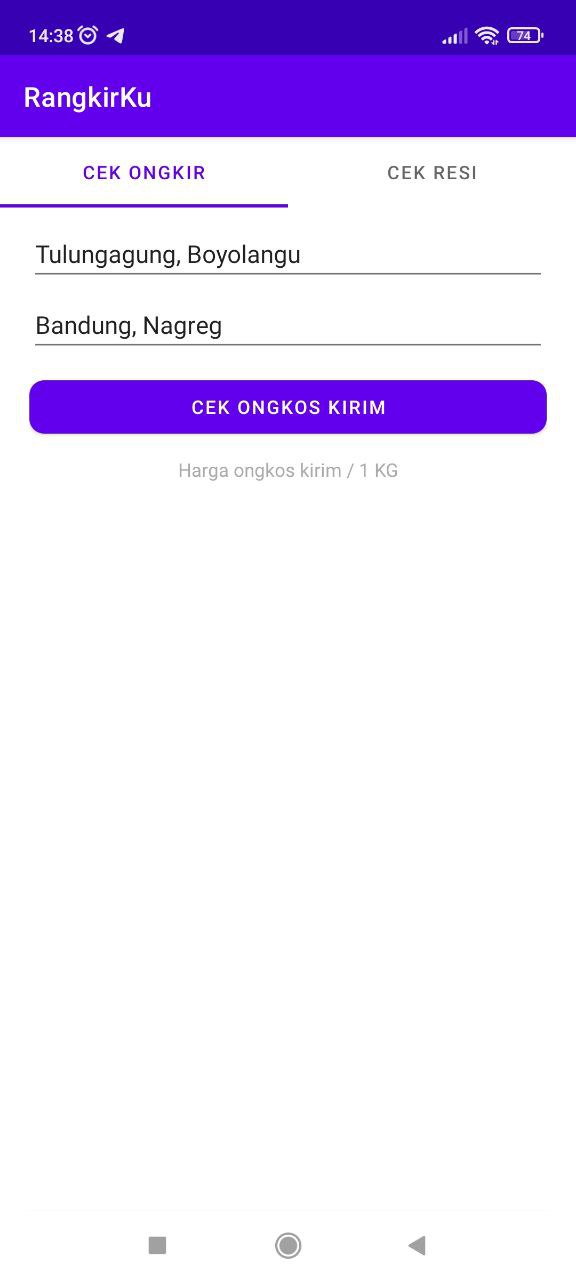 14:38 74
RangkirKu
CEK ONGKIR CEK RESI
Tulungagung, Boyolangu
Bandung, Nagreg
CEK ONGKOS KIRIM
Harga ongkos kirim / 1 KG